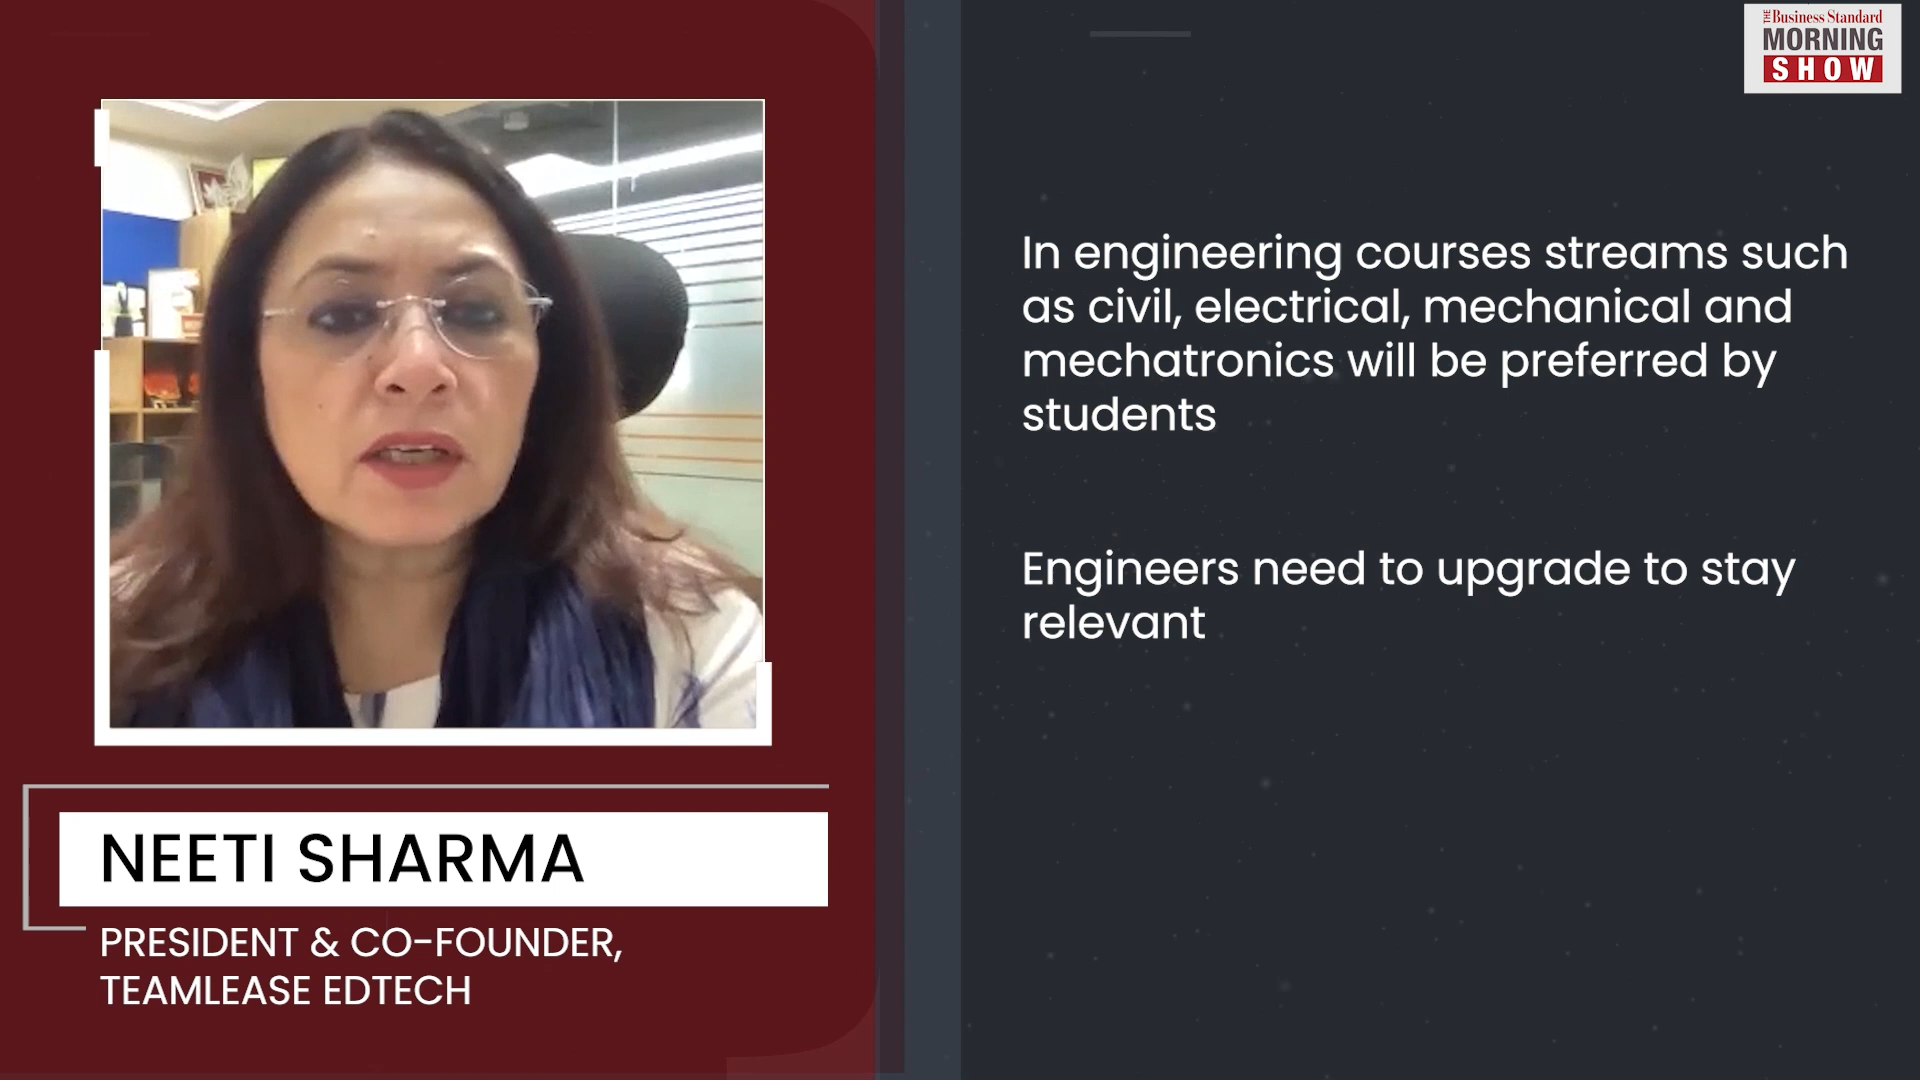 THE Business Standard
MORNING
SHOW
In engineering courses streams such
as civil, electrical, mechanical and
mechatronics will be preferred by
students
Engineers need to upgrade to stay
relevant
NEETI SHARMA
PRESIDENT & CO-FOUNDER,
TEAMLEASE EDTECH